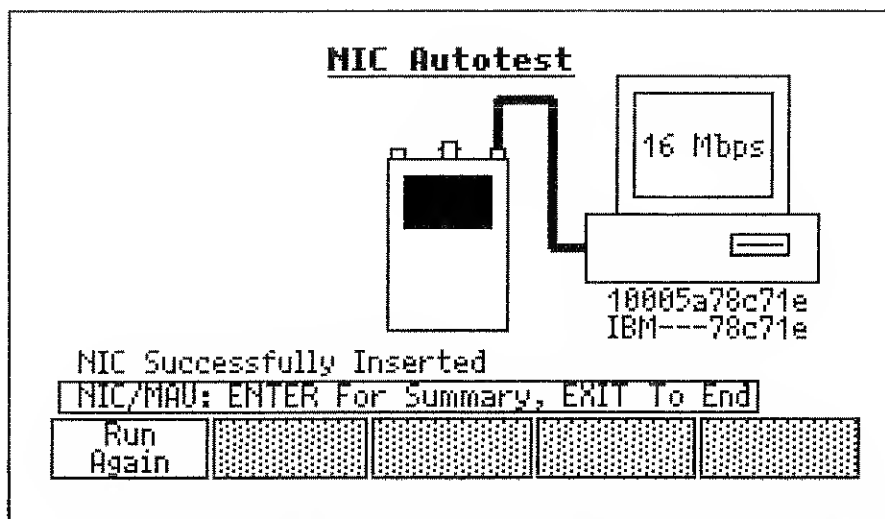 NIC Autotest
16 Mbps
10005a78c71e
IBM---78c71e
NIC Successfully Inserted
NIC/MAU: ENTER For Summary, EXIT To End
Run
Again